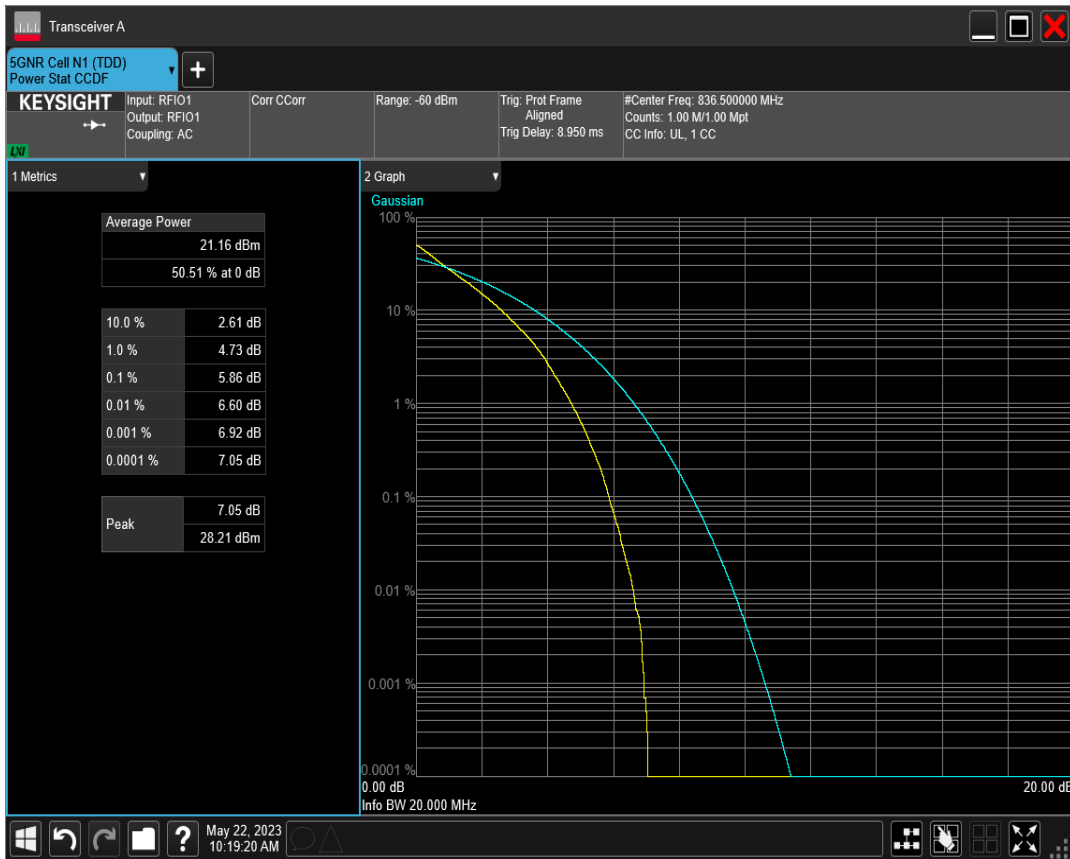 Transceiver A
5GNR Cell N1 (TDD)
Power Stat CCDF
+
KEYSIGHT
LXI
Input: RFIO1
Output: RFIO1
Coupling: AC
Corr CCorr
Range: -60 dBm
Trig: Prot Frame
Aligned
Trig Delay: 8.950 ms
#Center Freq: 836.500000 MHz
Counts: 1.00 M/1.00 Mpt
CC Info: UL, 1 CC
1 Metrics
Average Power
21.16 dBm
50.51 % at 0 dB
10.0 % 2.61 dB
1.0 % 4.73 dB
0.1 % 5.86 dB
0.01 % 6.60 dB
0.001 % 6.92 dB
0.0001 % 7.05 dB
Peak
7.05 dB
28.21 dBm
2 Graph
Gaussian
100 %
10 %
1 %
0.1 %
0.01 %
0.001 %
0.0001 %
0.00 dB
20.00 dB
Info BW 20.000 MHz
?
May 22, 2023
10:19:20 AM